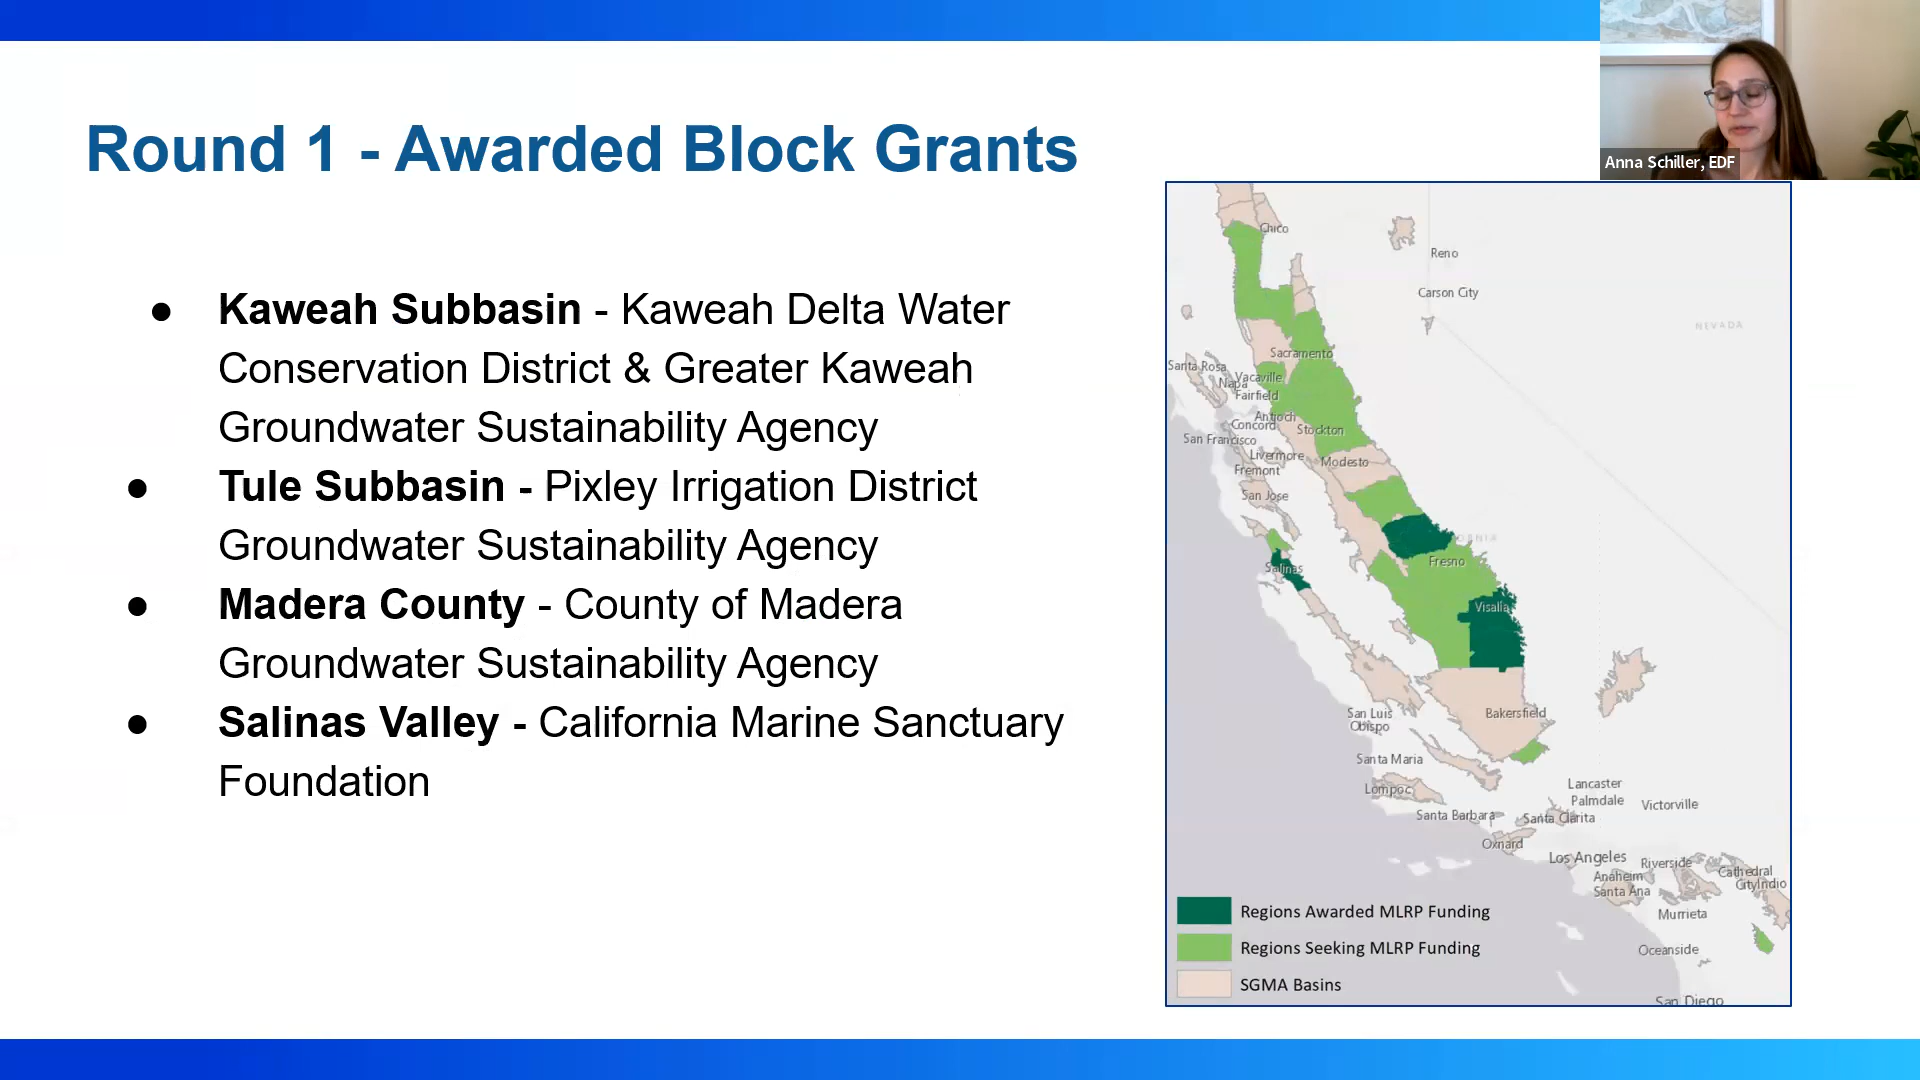 Round 1 - Awarded Block Grants
Anna Schiller, EDF
● Kaweah Subbasin - Kaweah Delta Water
Conservation District & Greater Kaweah
Groundwater Sustainability Agency
● Tule Subbasin - Pixley Irrigation District
Groundwater Sustainability Agency
● Madera County - County of Madera
Groundwater Sustainability Agency
● Salinas Valley - California Marine Sanctuary
Foundation
Chico
Reno
Carson City
NEVADA
Sacramento
Santa Rosa
Napa
Vacaville
Fairfield
Antioch
Concord
Stockton
San Francisco
Livermore
Modesto
Fremont
San Jose
Salinas
Fresno
Visalia
San Luis
Obispo
Bakersfield
Santa Maria
Lompoc
Lancaster
Palmdale
Victorville
Santa Barbara
Santa Clarita
Oxnard
Los Angeles
Riverside
Cathedral
City
Indio
Anaheim
Santa Ana
Murrieta
Oceanside
San Diego
Regions Awarded MLRP Funding
Regions Seeking MLRP Funding
SGMA Basins